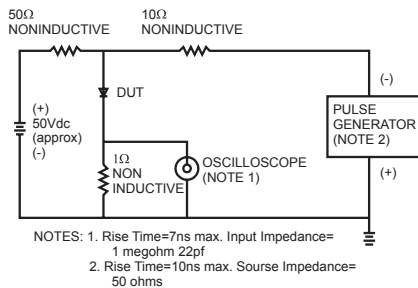 50Ω
NONINDUCTIVE
10Ω
NONINDUCTIVE
(+)
50Vdc
(approx)
(-)
DUT
1Ω
NON
INDUCTIVE
OSCILLOSCOPE
(NOTE 1)
(-)
PULSE
GENERATOR
(NOTE 2)
(+)
NOTES: 1. Rise Time=7ns max. Input Impedance=
1 megohm 22pf
2. Rise Time=10ns max. Sourse Impedance=
50 ohms